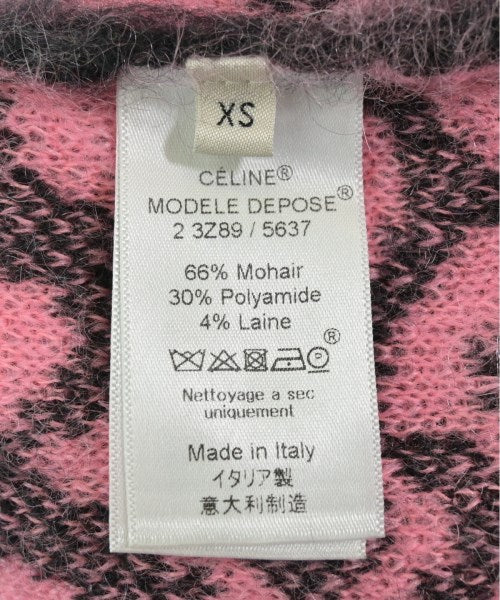 XS
CÉLINE®
MODELE DEPOSE®
2 3Z89 / 5637
66% Mohair
30% Polyamide
4% Laine
®
Nettoyage a sec
uniquement
Made in Italy
イタリア製
意大利制造